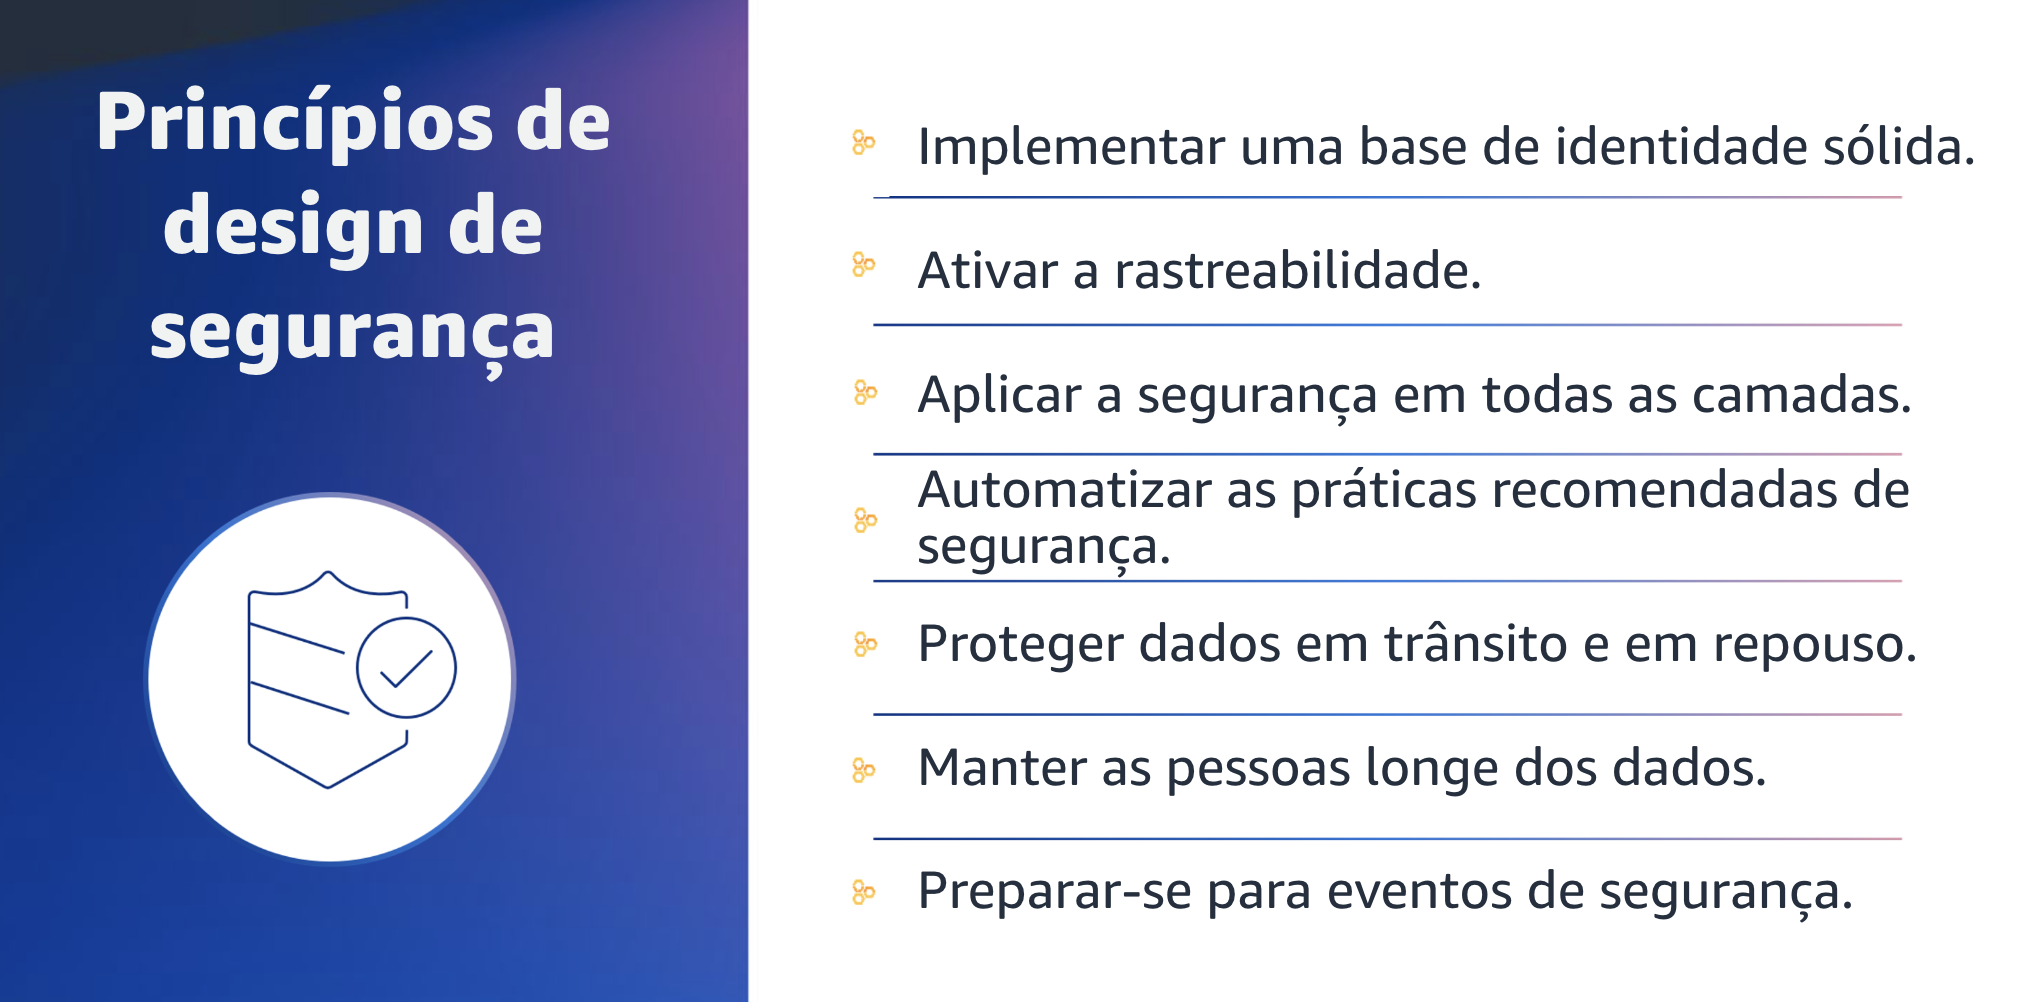 Princípios de
design de
segurança
Implementar uma base de identidade sólida.
Ativar a rastreabilidade.
Aplicar a segurança em todas as camadas.
Automatizar as práticas recomendadas de
segurança.
Proteger dados em trânsito e em repouso.
Manter as pessoas longe dos dados.
Preparar-se para eventos de segurança.